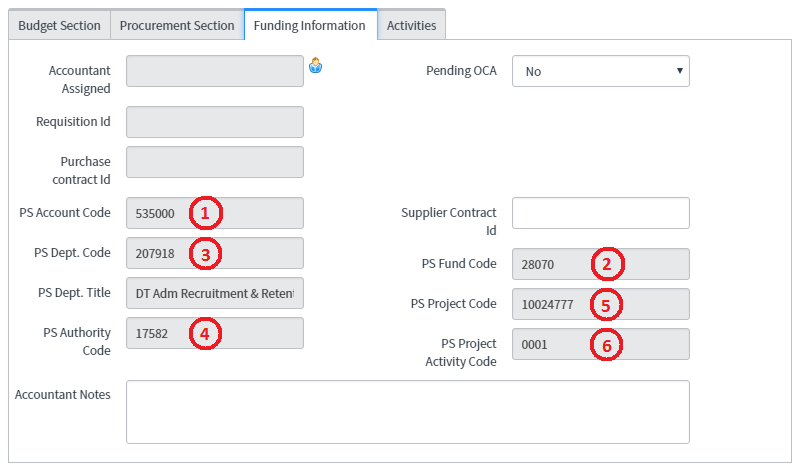 Budget Section
Procurement Section
Funding Information
Activities
Accountant
Assigned
Pending OCA
No
Requisition Id
Purchase
contract Id
PS Account Code
535000
1
Supplier Contract
Id
PS Dept. Code
207918
3
PS Fund Code
28070
2
PS Dept. Title
DT Adm Recruitment & Retent
PS Project Code
10024777
5
PS Authority
Code
17582
4
PS Project
Activity Code
0001
6
Accountant Notes